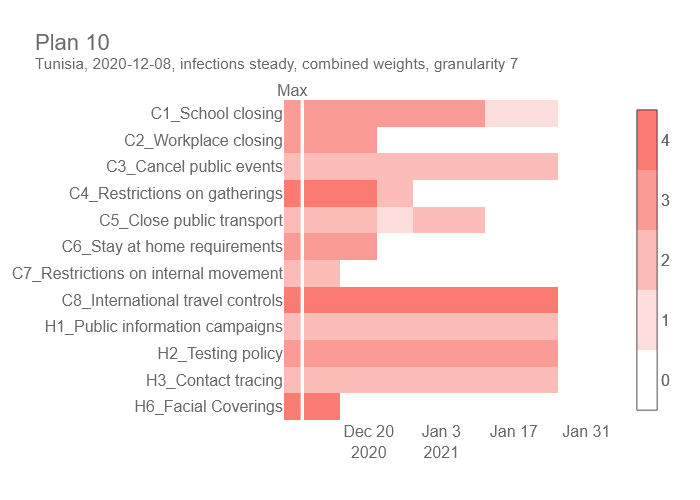 Plan 10
Tunisia, 2020-12-08, infections steady, combined weights, granularity 7
Max
C1_School closing
C2_Workplace closing
C3_Cancel public events
C4_Restrictions on gatherings
C5_Close public transport
C6_Stay at home requirements
C7_Restrictions on internal movement
C8_International travel controls
H1_Public information campaigns
H2_Testing policy
H3_Contact tracing
H6_Facial Coverings
Dec 20 Jan 3 Jan 17 Jan 31
2020 2021
4
3
2
1
0